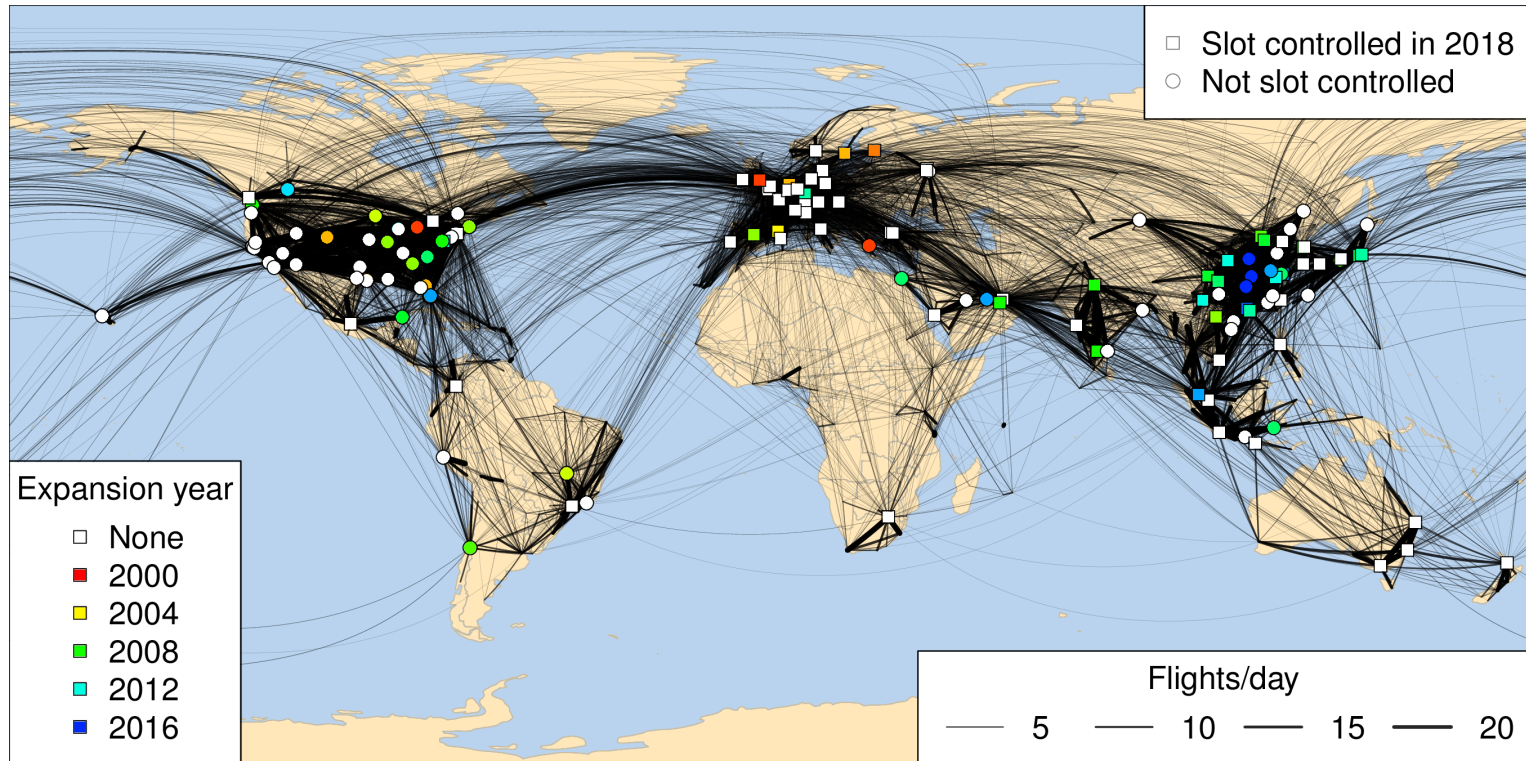 Slot controlled in 2018
Not slot controlled
Expansion year
None
2000
2004
2008
2012
2016
Flights/day
5 10 15 20